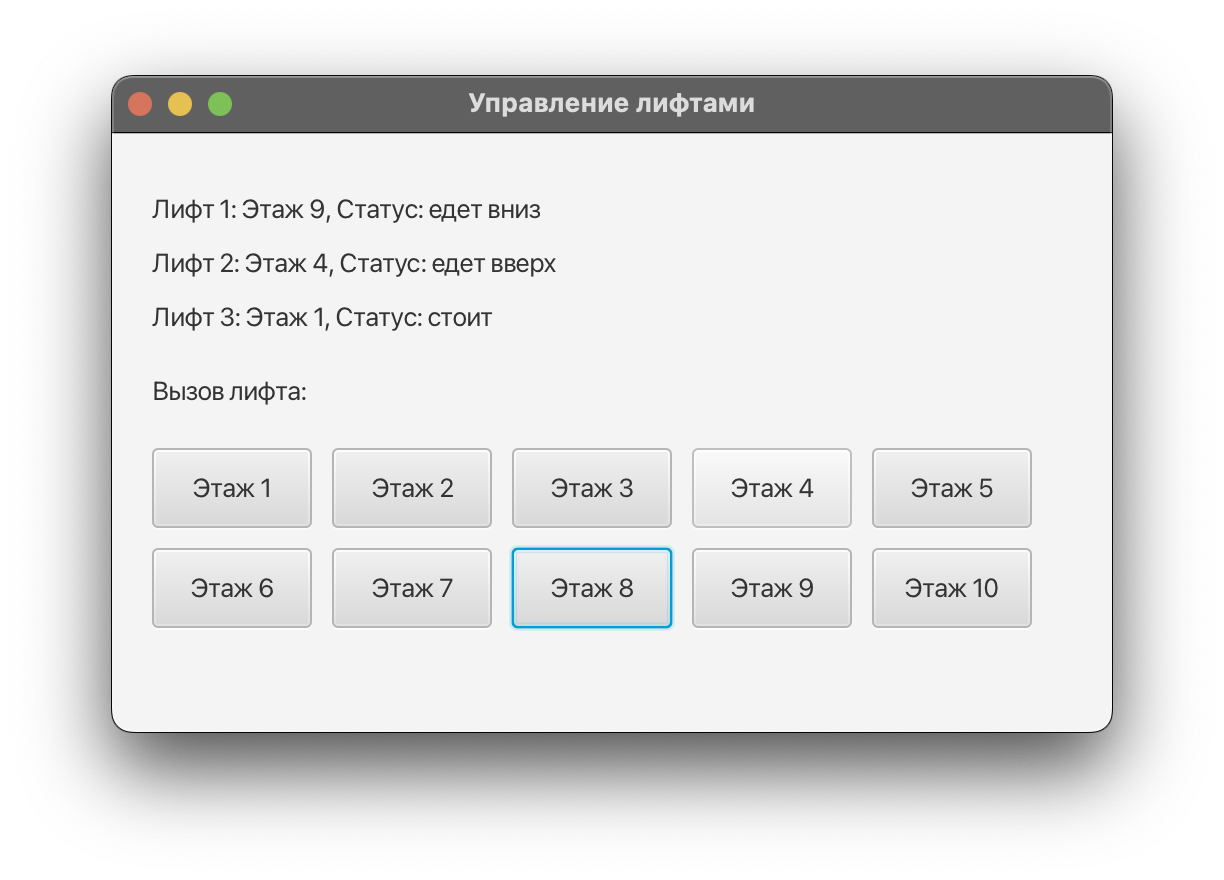 Управление лифтами
Лифт 1: Этаж 9, Статус: едет вниз
Лифт 2: Этаж 4, Статус: едет вверх
Лифт 3: Этаж 1, Статус: стоит
Вызов лифта:
Этаж 1 Этаж 2 Этаж 3 Этаж 4 Этаж 5
Этаж 6 Этаж 7 Этаж 8 Этаж 9 Этаж 10